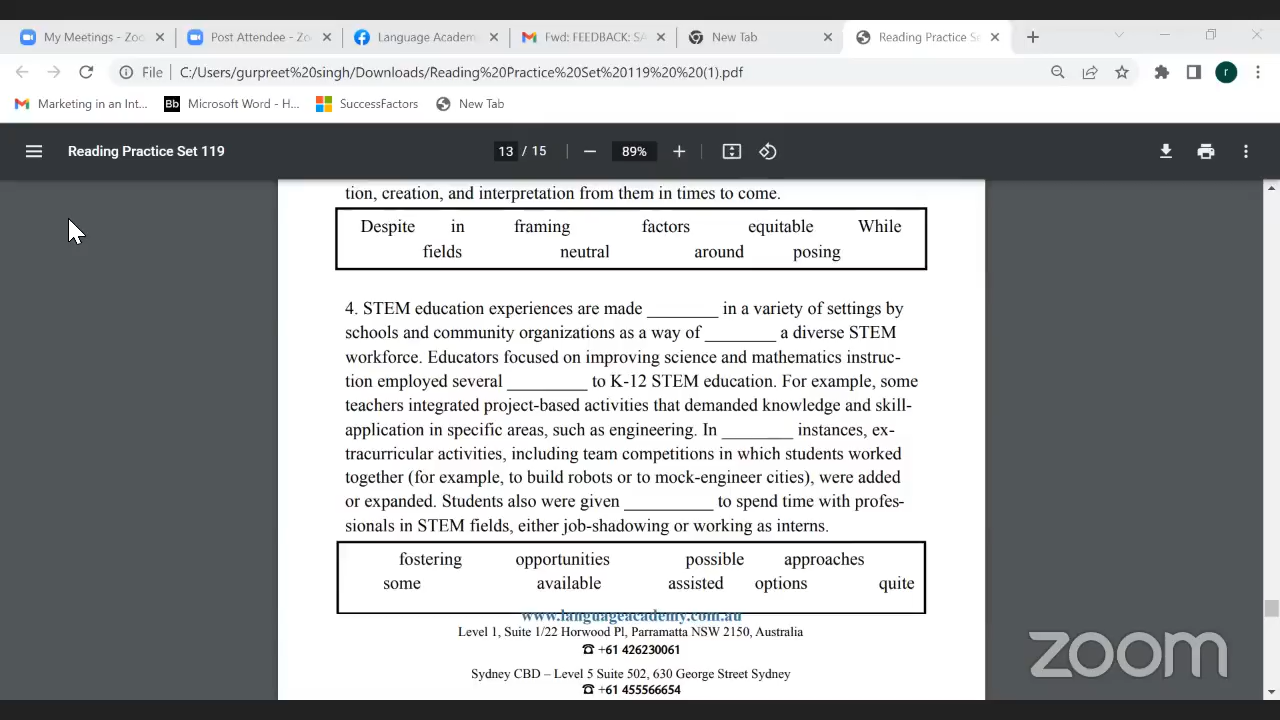 My Meetings - Zoo
Post Attendee - Zo
Language Academy
Fwd: FEEDBACK: SA
New Tab
Reading Practice Se
File
C:/Users/gurpreet%20singh/Downloads/Reading%20Practice%20Set%20119%20%20(1).pdf
r
Marketing in an Int...
Bb Microsoft Word - H...
SuccessFactors
New Tab
Reading Practice Set 119
13 / 15
89%
tion, creation, and interpretation from them in times to come.
Despite in framing factors equitable While
fields neutral around posing
4. STEM education experiences are made ________ in a variety of settings by
schools and community organizations as a way of ________ a diverse STEM
workforce. Educators focused on improving science and mathematics instruc-
tion employed several _________ to K-12 STEM education. For example, some
teachers integrated project-based activities that demanded knowledge and skill-
application in specific areas, such as engineering. In ________ instances, ex-
tracurricular activities, including team competitions in which students worked
together (for example, to build robots or to mock-engineer cities), were added
or expanded. Students also were given __________ to spend time with profes-
sionals in STEM fields, either job-shadowing or working as interns.
fostering opportunities possible approaches
some available assisted options quite
www.languageacademy.com.au
Level 1, Suite 1/22 Horwood Pl, Parramatta NSW 2150, Australia
☎ +61 426230061
Sydney CBD – Level 5 Suite 502, 630 George Street Sydney
☎ +61 455566654
zoom